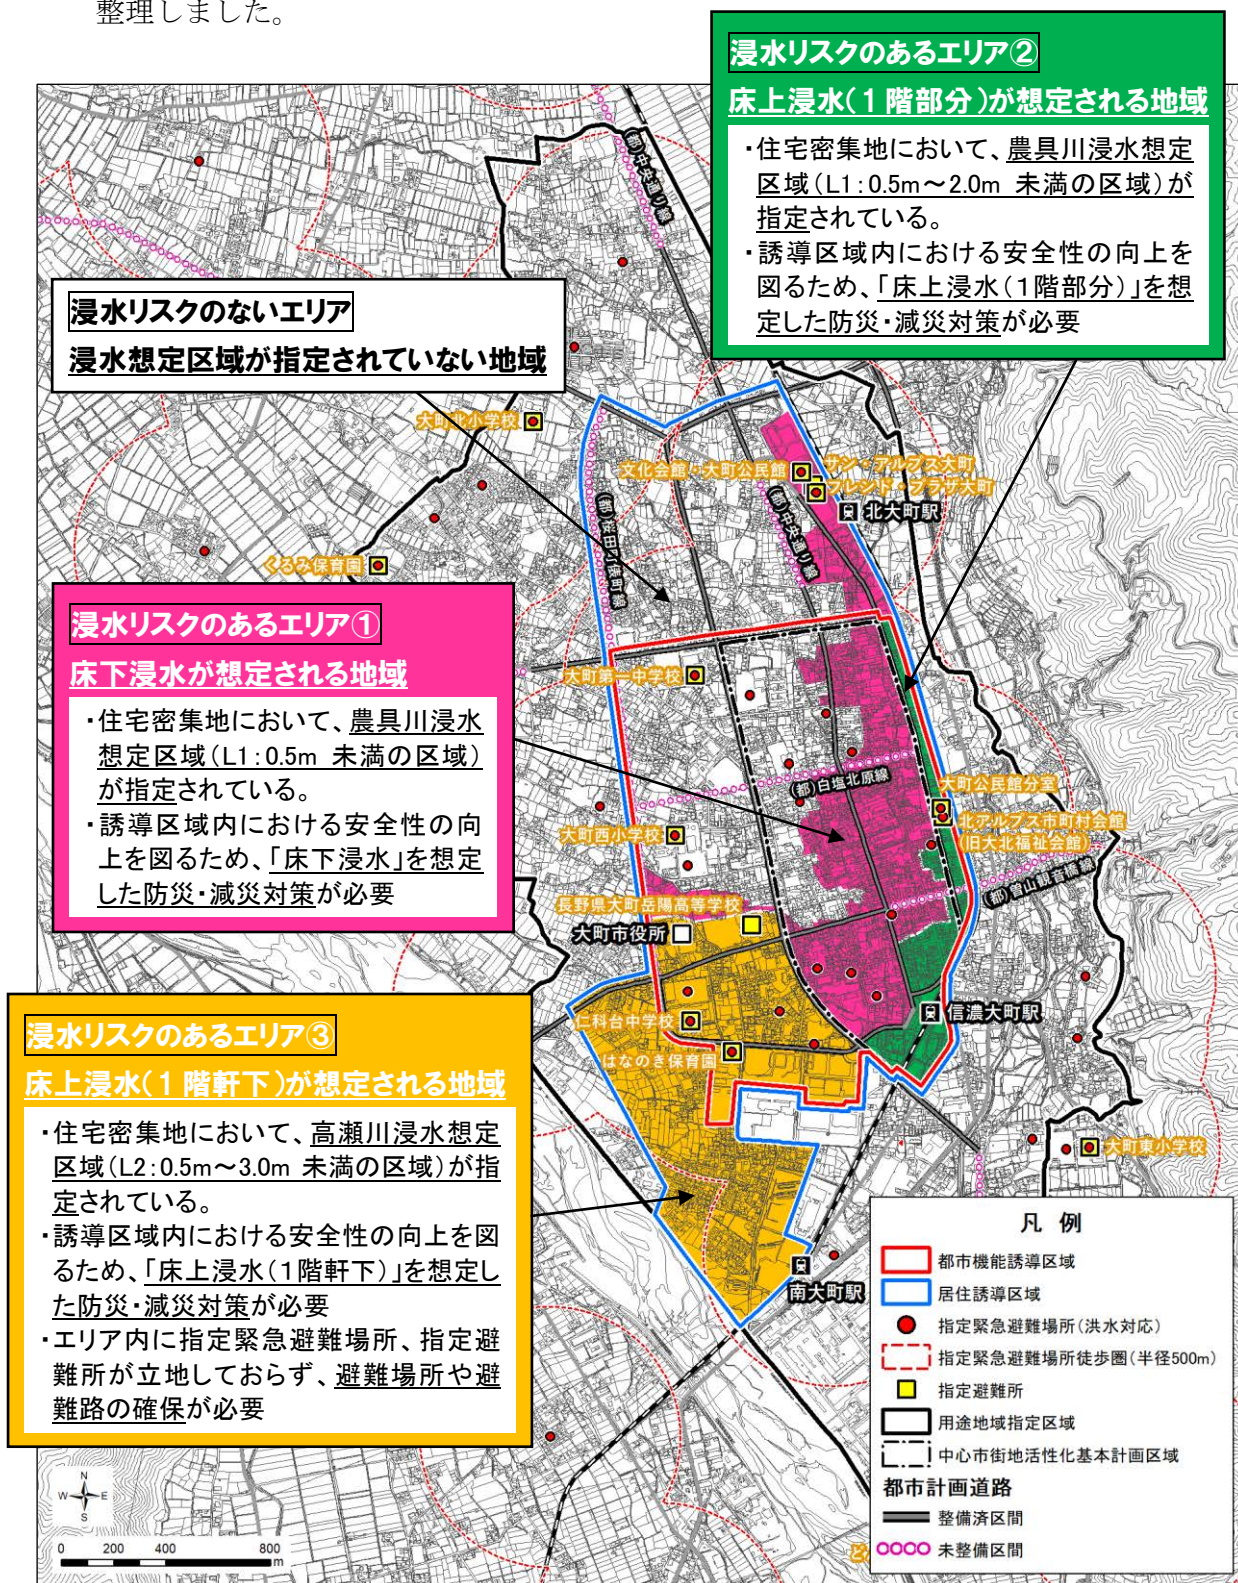 整理しました。
浸水リスクのあるエリア②
床上浸水(1階部分)が想定される地域
・住宅密集地において、農具川浸水想定
区域(L1:0.5m~2.0m 未満の区域)が
指定されている。
・誘導区域内における安全性の向上を
図るため、「床上浸水(1階部分)」を想
定した防災・減災対策が必要
(都)中央通り線
浸水リスクのないエリア
浸水想定区域が指定されていない地域
大町北小学校
文化会館・大町公民館
サン・アルプス大町
フレンド・プラザ大町
北大町駅
(都)中央通り線
(都)桜田八俵町線
くるみ保育園
浸水リスクのあるエリア①
床下浸水が想定される地域
・住宅密集地において、農具川浸水
想定区域(L1:0.5m 未満の区域)
が指定されている。
・誘導区域内における安全性の向
上を図るため、「床下浸水」を想定
した防災・減災対策が必要
大町第一中学校
(都)白塩北原線
大町公民館分室
北アルプス市町村会館
(旧大北福祉会館)
大町西小学校
長野県大町岳陽高等学校
大町市役所
信濃大町駅
仁科台中学校
はなのき保育園
浸水リスクのあるエリア③
床上浸水(1階軒下)が想定される地域
・住宅密集地において、高瀬川浸水想定
区域(L2:0.5m~3.0m 未満の区域)が指
定されている。
・誘導区域内における安全性の向上を図
るため、「床上浸水(1階軒下)」を想定し
た防災・減災対策が必要
・エリア内に指定緊急避難場所、指定避
難所が立地しておらず、避難場所や避
難路の確保が必要
大町東小学校
南大町駅
凡 例
都市機能誘導区域
居住誘導区域
指定緊急避難場所(洪水対応)
指定緊急避難場所徒歩圏(半径500m)
指定避難所
用途地域指定区域
中心市街地活性化基本計画区域
都市計画道路
整備済区間
未整備区間
N
W E
S
0 200 400 800
m